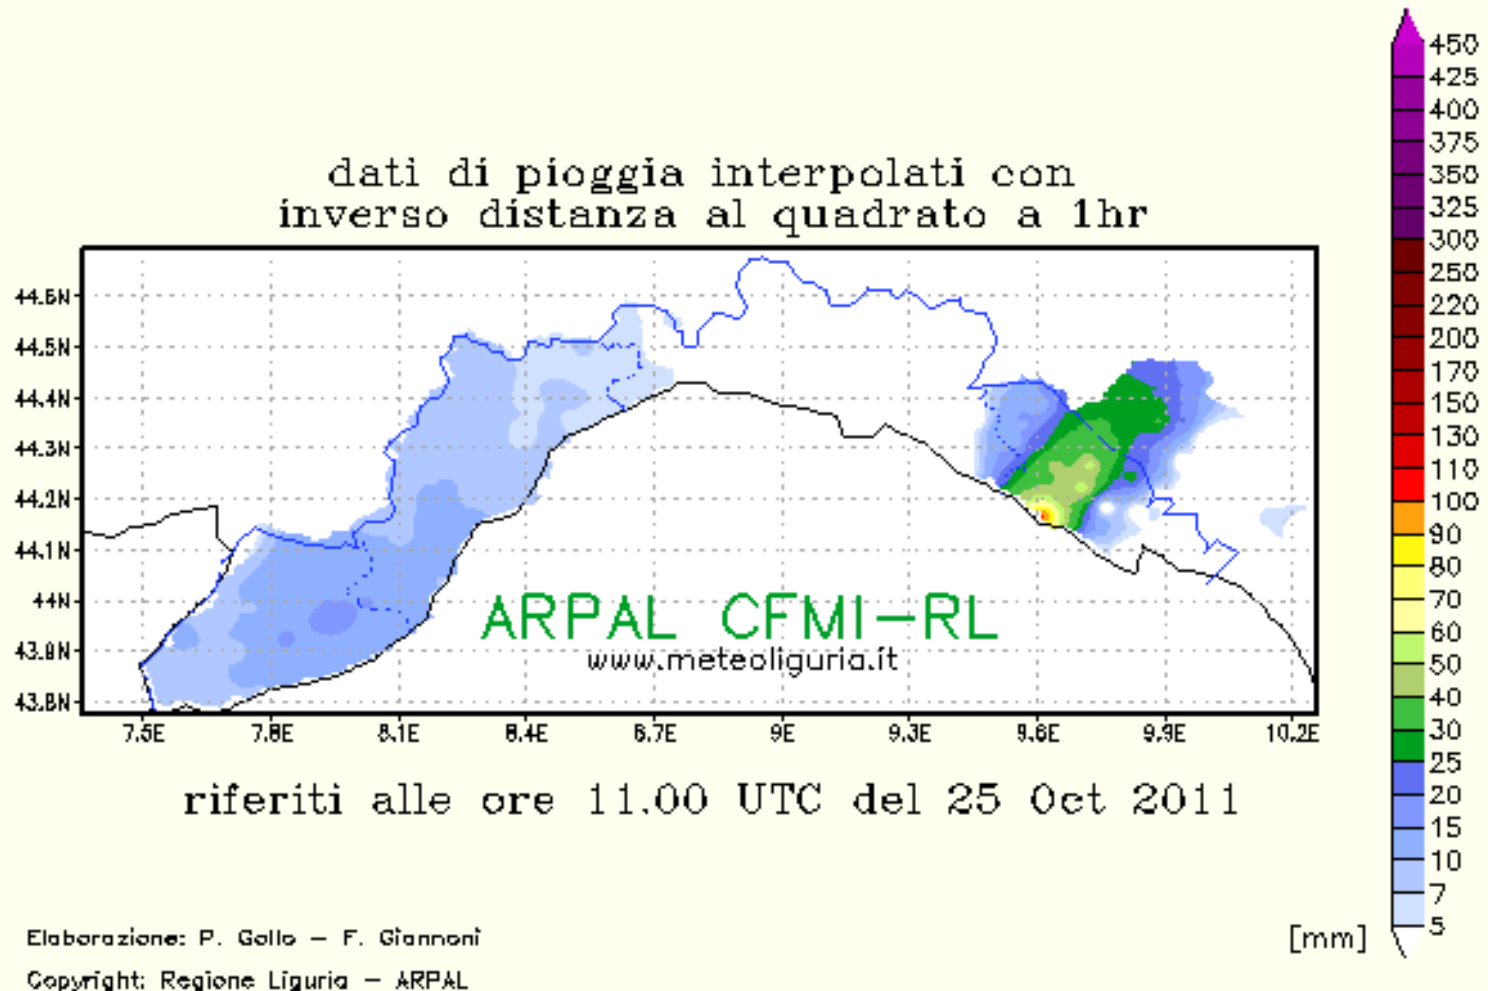 dati di pioggia interpolati con
inverso distanza al quadrato a 1hr
44.6N
44.5N
44.4N
44.3N
44.2N
44.1N
44N
43.9N
43.8N
7.5E 7.8E 8.1E 8.4E 8.7E 9E 9.3E 9.6E 9.9E 10.2E
ARPAL CFMI-RL
www.meteoliguria.it
riferiti alle ore 11.00 UTC del 25 Oct 2011
450
425
400
375
350
325
300
250
220
200
170
150
130
110
100
90
80
70
60
50
40
30
25
20
15
10
7
5
[mm]
Elaborazione: P. Gollo - F. Giannoni
Copyright: Regione Liguria - ARPAL